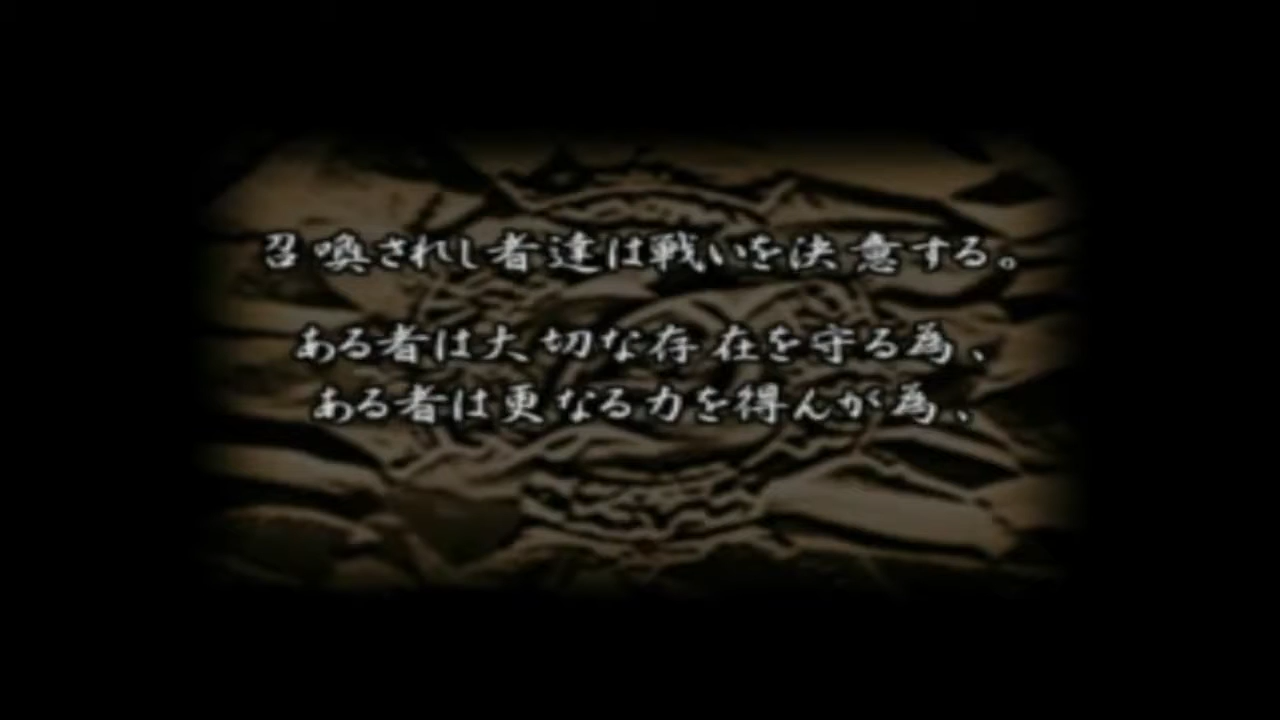 召喚されし者達は戦いを決意する。
ある者は大切な存在を守る為、
ある者は更なる力を得んが為、